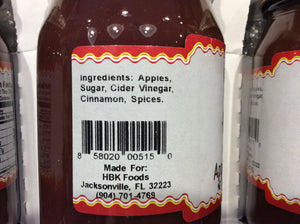 Ingredients: Apples,
Sugar, Cider Vinegar,
Cinnamon, Spices.
8 58020 00515 0
Made For:
HBK Foods
Jacksonville, FL 32223
(904) 701-4769